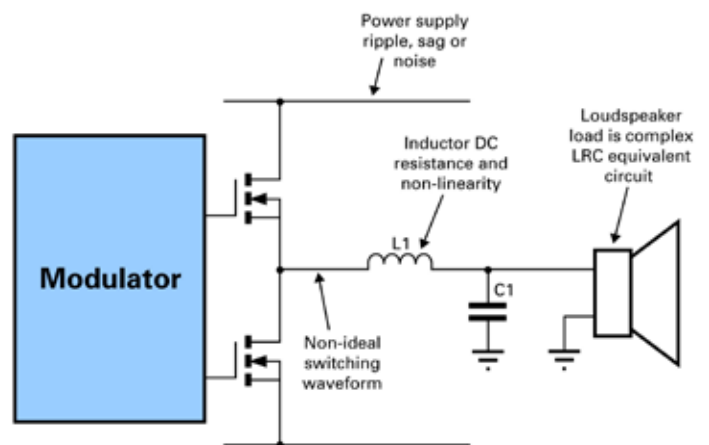 Power supply
ripple, sag or
noise
Loudspeaker
load is complex
LRC equivalent
circuit
Inductor DC
resistance and
non-linearity
L1
Modulator
C1
Non-ideal
switching
waveform